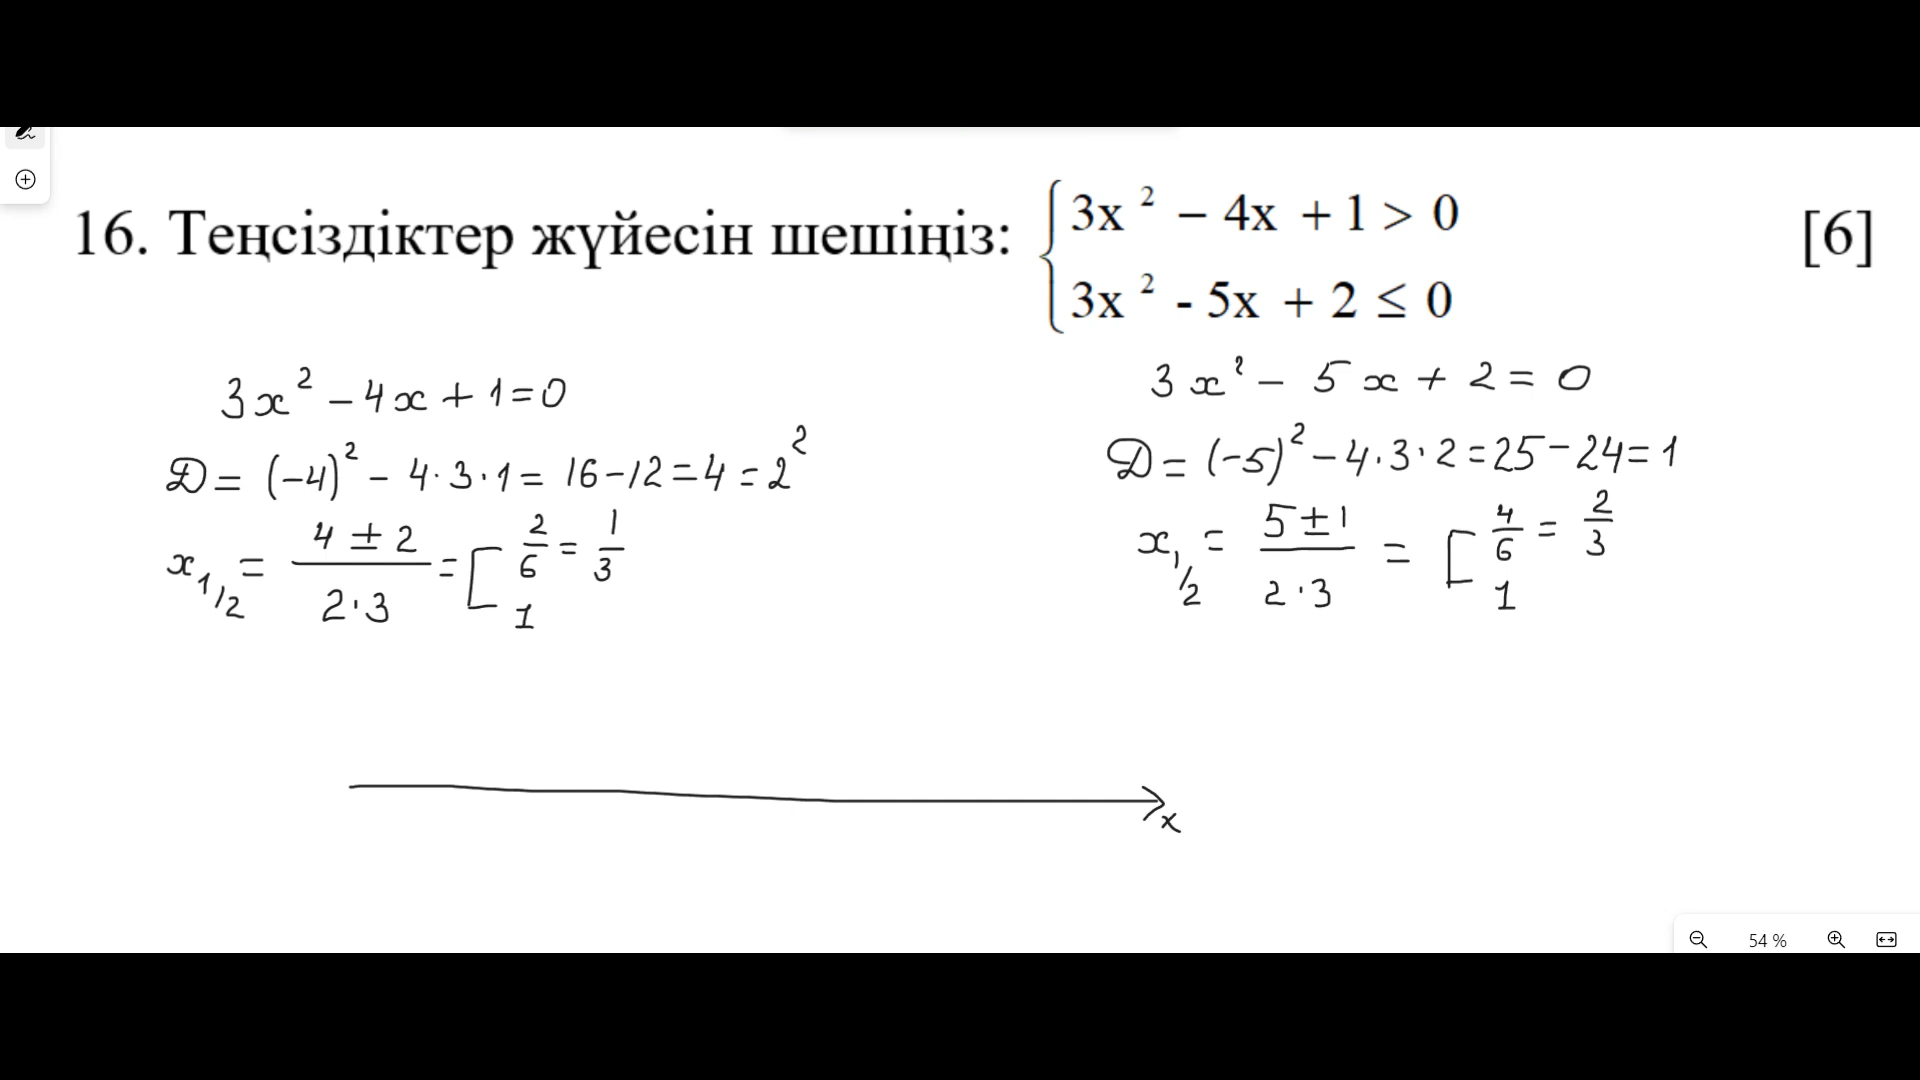 16. Теңсіздіктер жүйесін шешіңіз: { 3x² − 4x + 1 > 0 [6]
3x² - 5x + 2 ≤ 0
3x² − 4x + 1 = 0
D = (−4)² − 4·3·1 = 16−12 = 4 = 2²
x₁/₂ = (4 ± 2)/(2·3) = [ 2/6 = 1/3
1
3x² − 5x + 2 = 0
D = (−5)² − 4·3·2 = 25 − 24 = 1
x₁/₂ = (5 ± 1)/(2·3) = [ 4/6 = 2/3
1
x
54 %